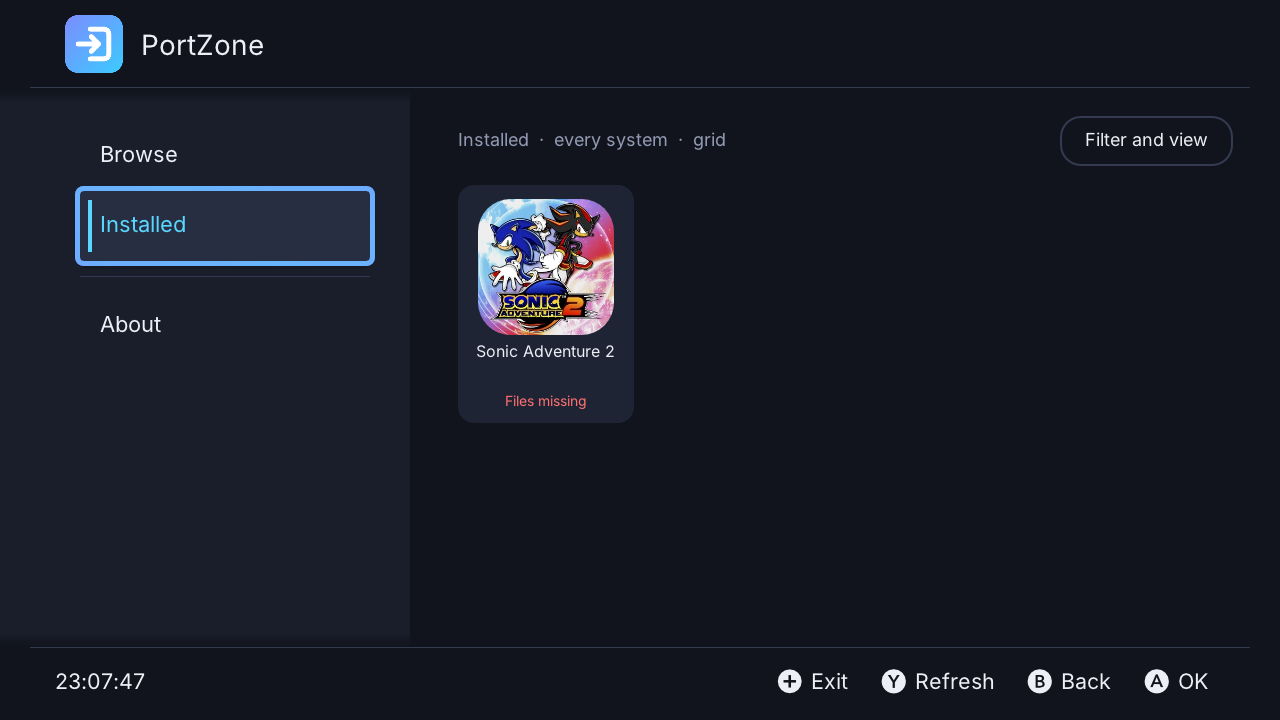 PortZone
Browse
Installed
About
Installed · every system · grid
Filter and view
SONIC
ADVENTURE 2
Sonic Adventure 2
Files missing
23:07:47
+ Exit
Y Refresh
B Back
A OK